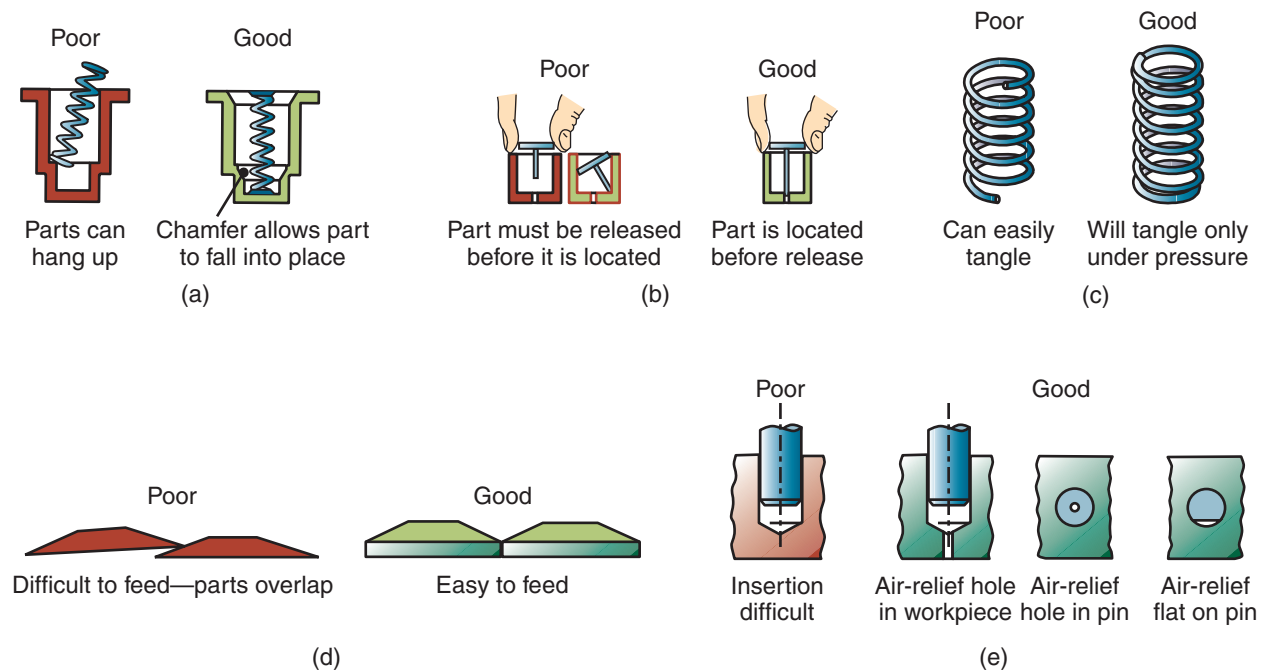 Poor
Good
Parts can
hang up
Chamfer allows part
to fall into place
(a)
Poor
Good
Part must be released
before it is located
Part is located
before release
(b)
Poor
Good
Can easily
tangle
Will tangle only
under pressure
(c)
Poor
Good
Difficult to feed—parts overlap
Easy to feed
(d)
Poor
Good
Insertion
difficult
Air-relief hole
in workpiece
Air-relief
hole in pin
Air-relief
flat on pin
(e)